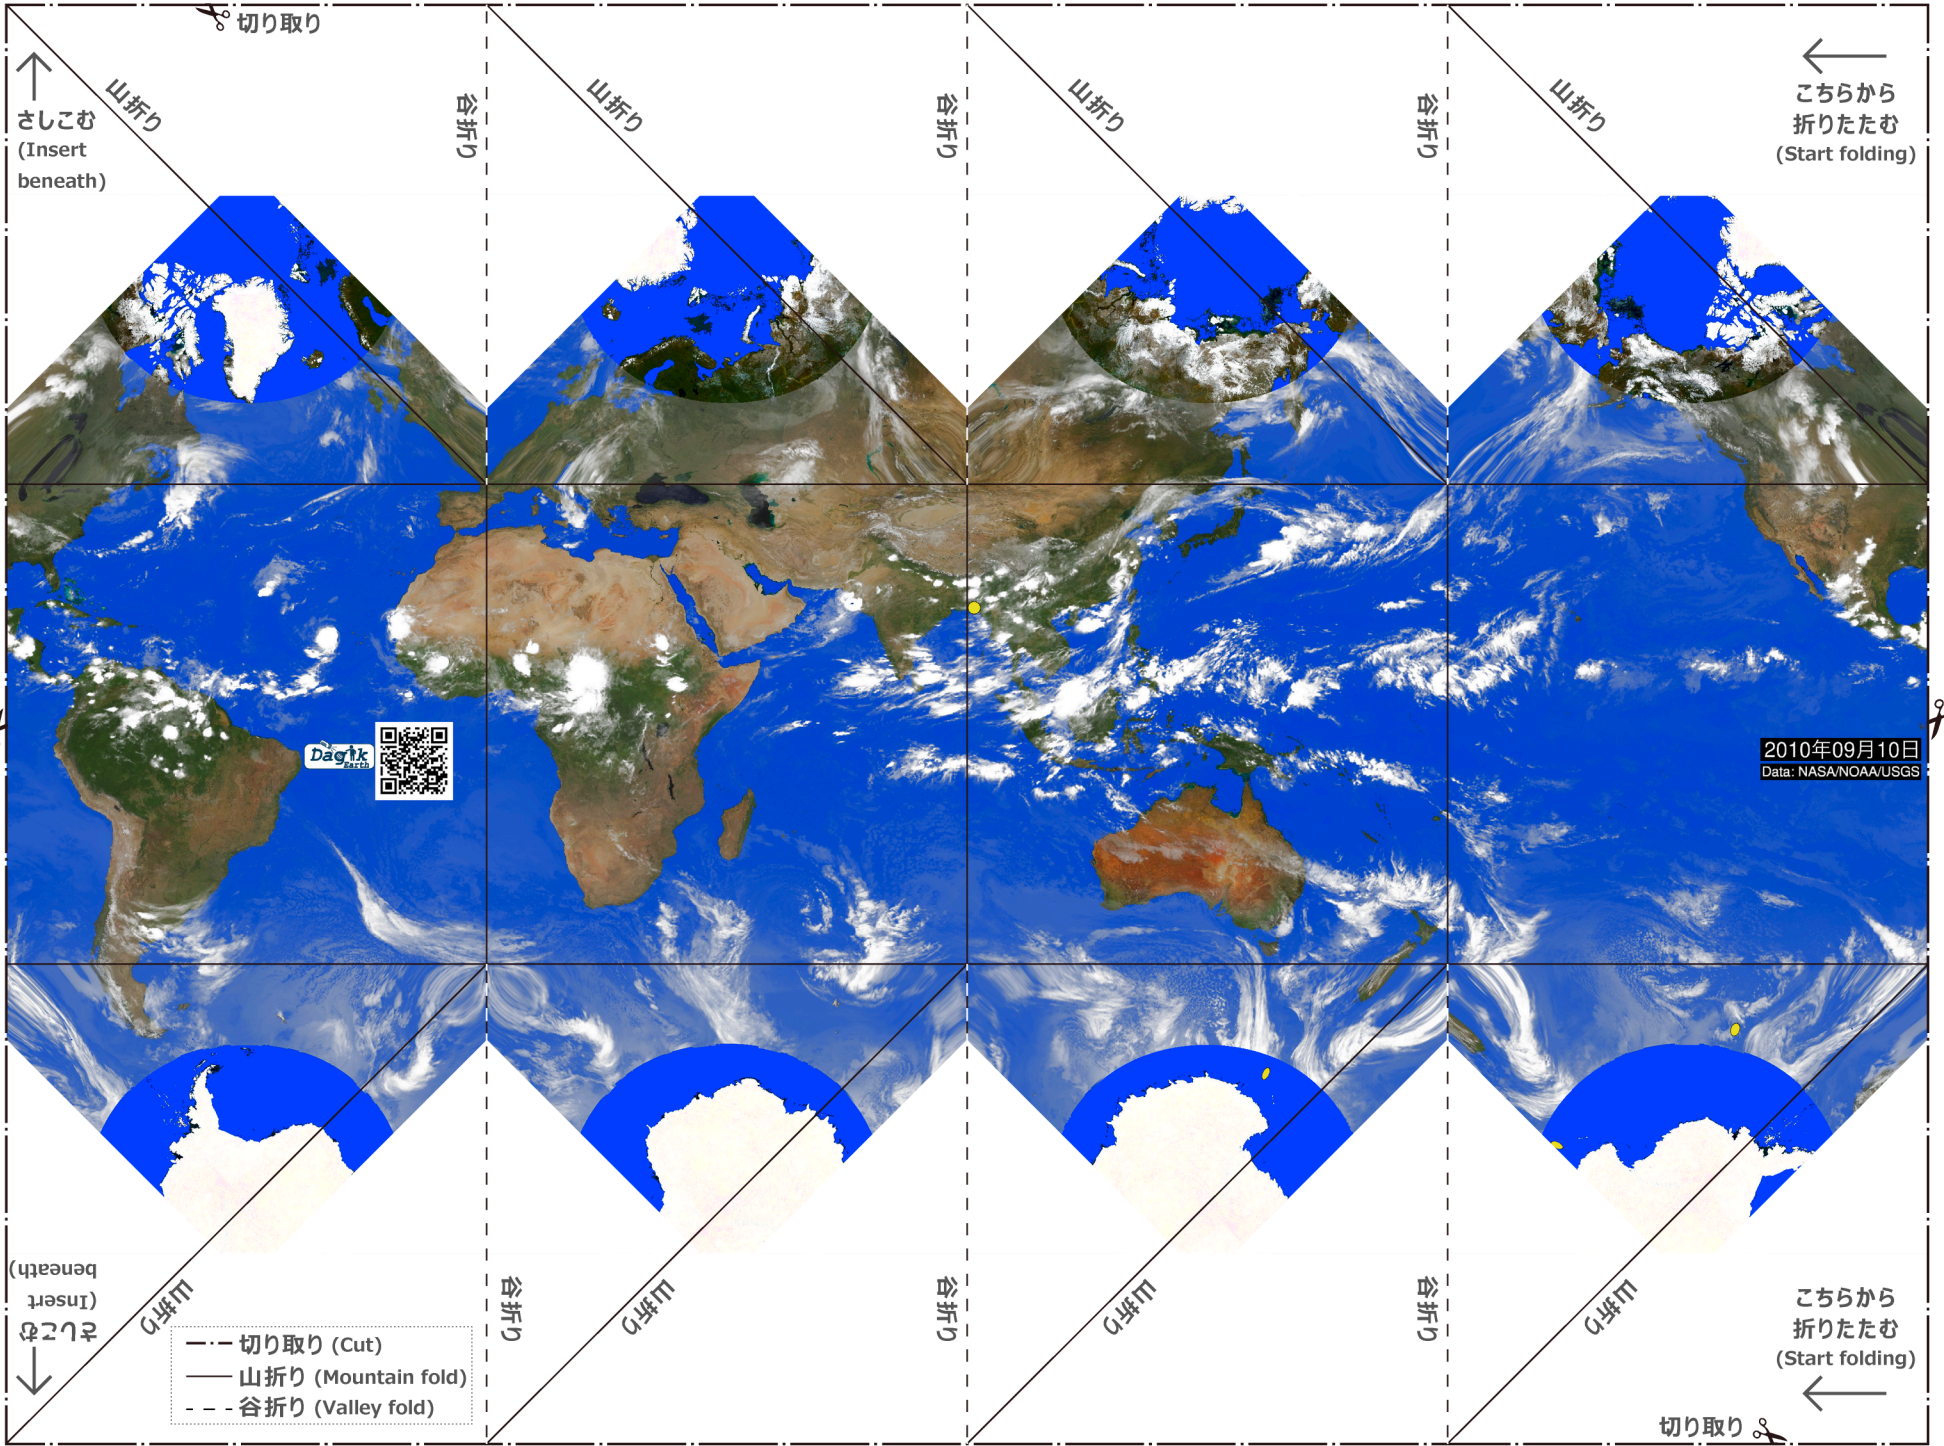 切り取り
山折り
谷折り
山折り
谷折り
山折り
谷折り
山折り
さしこむ
(Insert
beneath)
こちらから
折りたたむ
(Start folding)
Dagik
Earth
2010年09月10日
Data: NASA/NOAA/USGS
さしこむ
(Insert
beneath)
山折り
谷折り
山折り
谷折り
山折り
谷折り
山折り
切り取り (Cut)
山折り (Mountain fold)
谷折り (Valley fold)
こちらから
折りたたむ
(Start folding)
切り取り